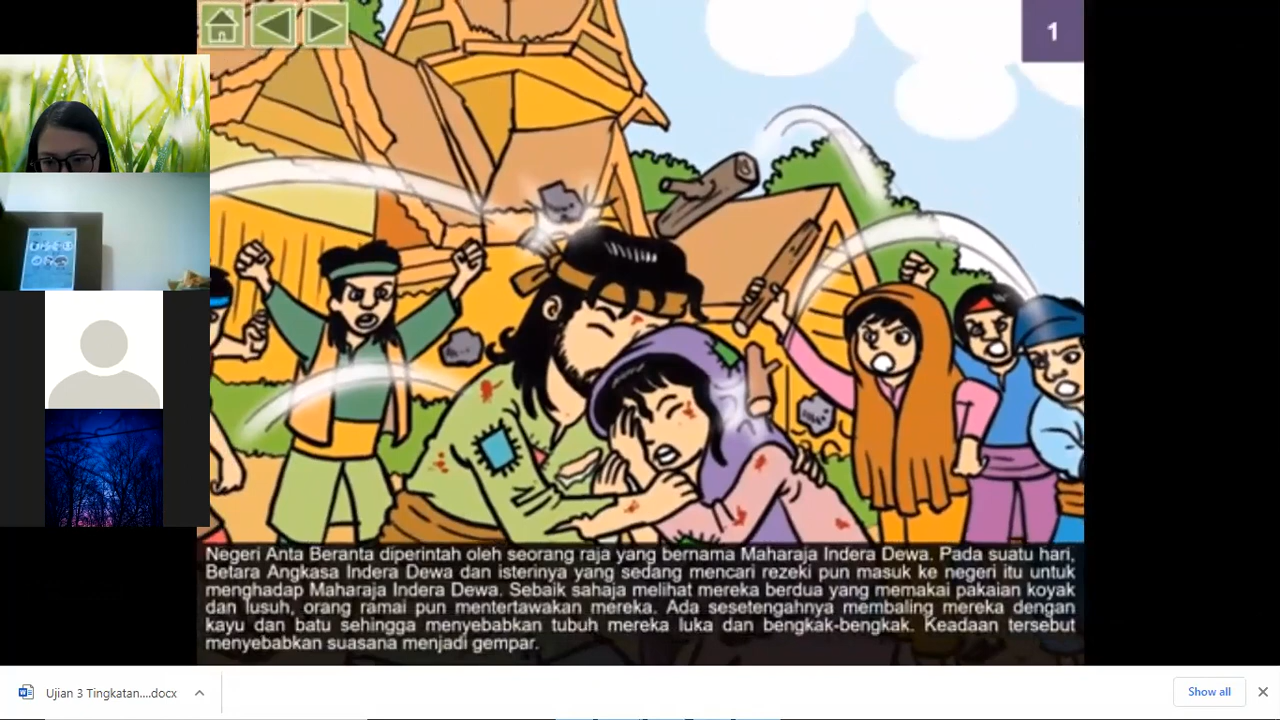 1
Negeri Anta Beranta diperintah oleh seorang raja yang bernama Maharaja Indera Dewa. Pada suatu hari,
Betara Angkasa Indera Dewa dan isterinya yang sedang mencari rezeki pun masuk ke negeri itu untuk
menghadap Maharaja Indera Dewa. Sebaik sahaja melihat mereka berdua yang memakai pakaian koyak
dan lusuh, orang ramai pun mentertawakan mereka. Ada sesetengahnya membaling mereka dengan
kayu dan batu sehingga menyebabkan tubuh mereka luka dan bengkak-bengkak. Keadaan tersebut
menyebabkan suasana menjadi gempar.
Ujian 3 Tingkatan....docx
Show all